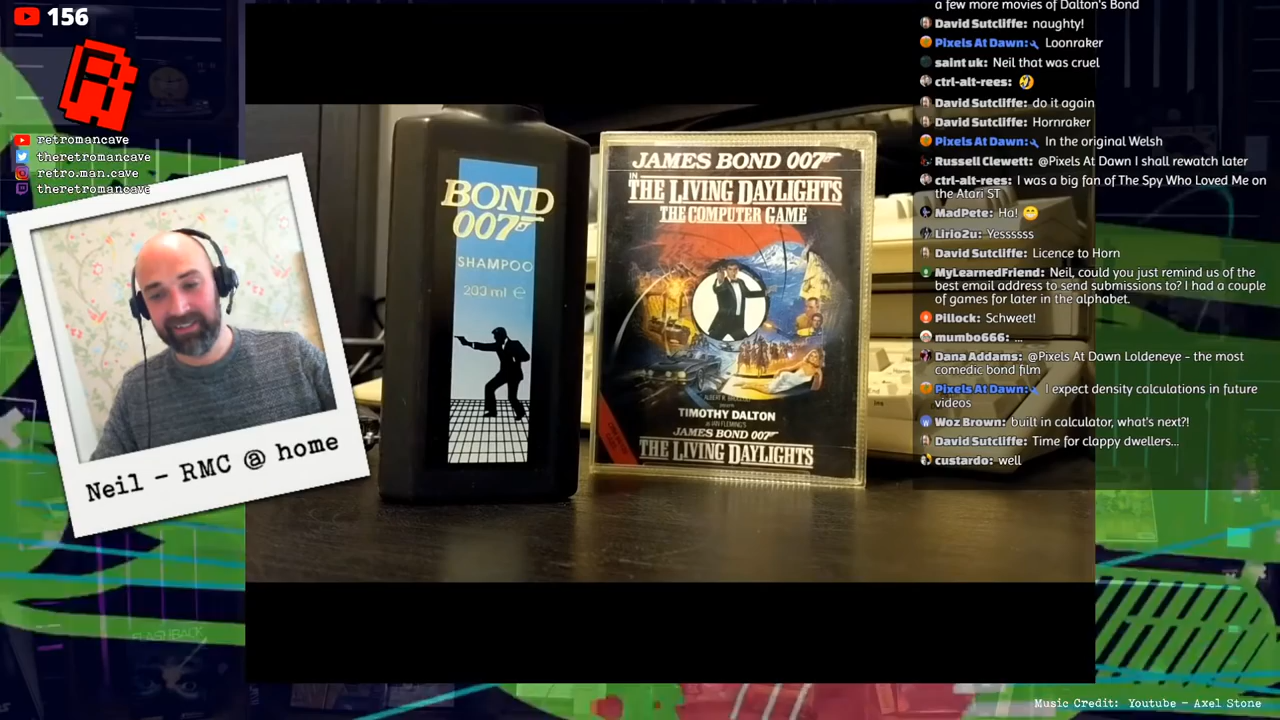 156
retromancave
theretromancave
retro.man.cave
theretromancave
Neil - RMC @ home
BOND
007
SHAMPOO
200 ml e
JAMES BOND 007
IN
THE LIVING DAYLIGHTS
THE COMPUTER GAME
ALBERT R. BROCCOLI
TIMOTHY DALTON
as IAN FLEMING'S
JAMES BOND 007
THE LIVING DAYLIGHTS
a few more movies of Dalton's Bond
David Sutcliffe: naughty!
Pixels At Dawn: Loonraker
saint uk: Neil that was cruel
ctrl-alt-rees: 🤣
David Sutcliffe: do it again
David Sutcliffe: Hornraker
Pixels At Dawn: In the original Welsh
Russell Clewett: @Pixels At Dawn I shall rewatch later
ctrl-alt-rees: I was a big fan of The Spy Who Loved Me on
the Atari ST
MadPete: Ha! 😁
Lirio2u: Yessssss
David Sutcliffe: Licence to Horn
MyLearnedFriend: Neil, could you just remind us of the
best email address to send submissions to? I had a couple
of games for later in the alphabet.
Pillock: Schweet!
mumbo666: ...
Dana Addams: @Pixels At Dawn Loldeneye - the most
comedic bond film
Pixels At Dawn: I expect density calculations in future
videos
Woz Brown: built in calculator, what's next?!
David Sutcliffe: Time for clappy dwellers...
custardo: well
FLASHBACK
Music Credit: Youtube - Axel Stone